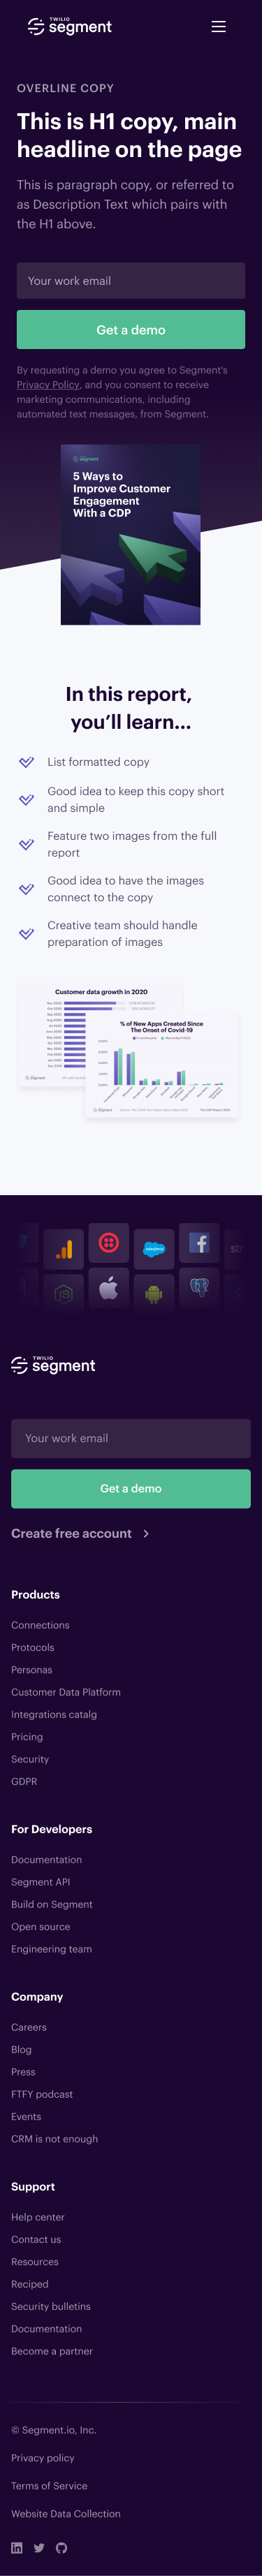 TWILIO
segment
OVERLINE COPY
This is H1 copy, main
headline on the page
This is paragraph copy, or referred to
as Description Text which pairs with
the H1 above.
Your work email
Get a demo
By requesting a demo you agree to Segment's
Privacy Policy, and you consent to receive
marketing communications, including
automated text messages, from Segment.
segment
5 Ways to
Improve Customer
Engagement
With a CDP
In this report,
you'll learn...
List formatted copy
Good idea to keep this copy short
and simple
Feature two images from the full
report
Good idea to have the images
connect to the copy
Creative team should handle
preparation of images
Customer data growth in 2020
% of New Apps Created Since
The Onset of Covid-19
segment
segment
salesforce
JS
TWILIO
segment
Your work email
Get a demo
Create free account
Products
Connections
Protocols
Personas
Customer Data Platform
Integrations catalg
Pricing
Security
GDPR
For Developers
Documentation
Segment API
Build on Segment
Open source
Engineering team
Company
Careers
Blog
Press
FTFY podcast
Events
CRM is not enough
Support
Help center
Contact us
Resources
Reciped
Security bulletins
Documentation
Become a partner
© Segment.io, Inc.
Privacy policy
Terms of Service
Website Data Collection